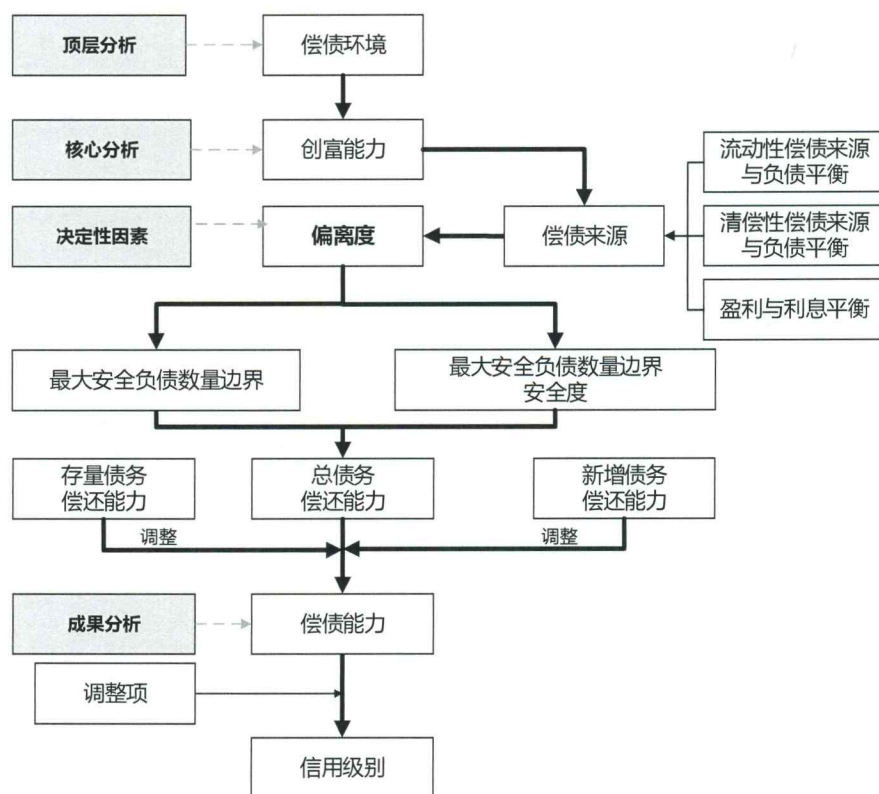 顶层分析
偿债环境
核心分析
创富能力
流动性偿债来源
与负债平衡
决定性因素
偏离度
偿债来源
清偿性偿债来源
与负债平衡
盈利与利息平衡
最大安全负债数量边界
最大安全负债数量边界
安全度
存量债务
偿还能力
总债务
偿还能力
新增债务
偿还能力
调整
调整
成果分析
偿债能力
调整项
信用级别